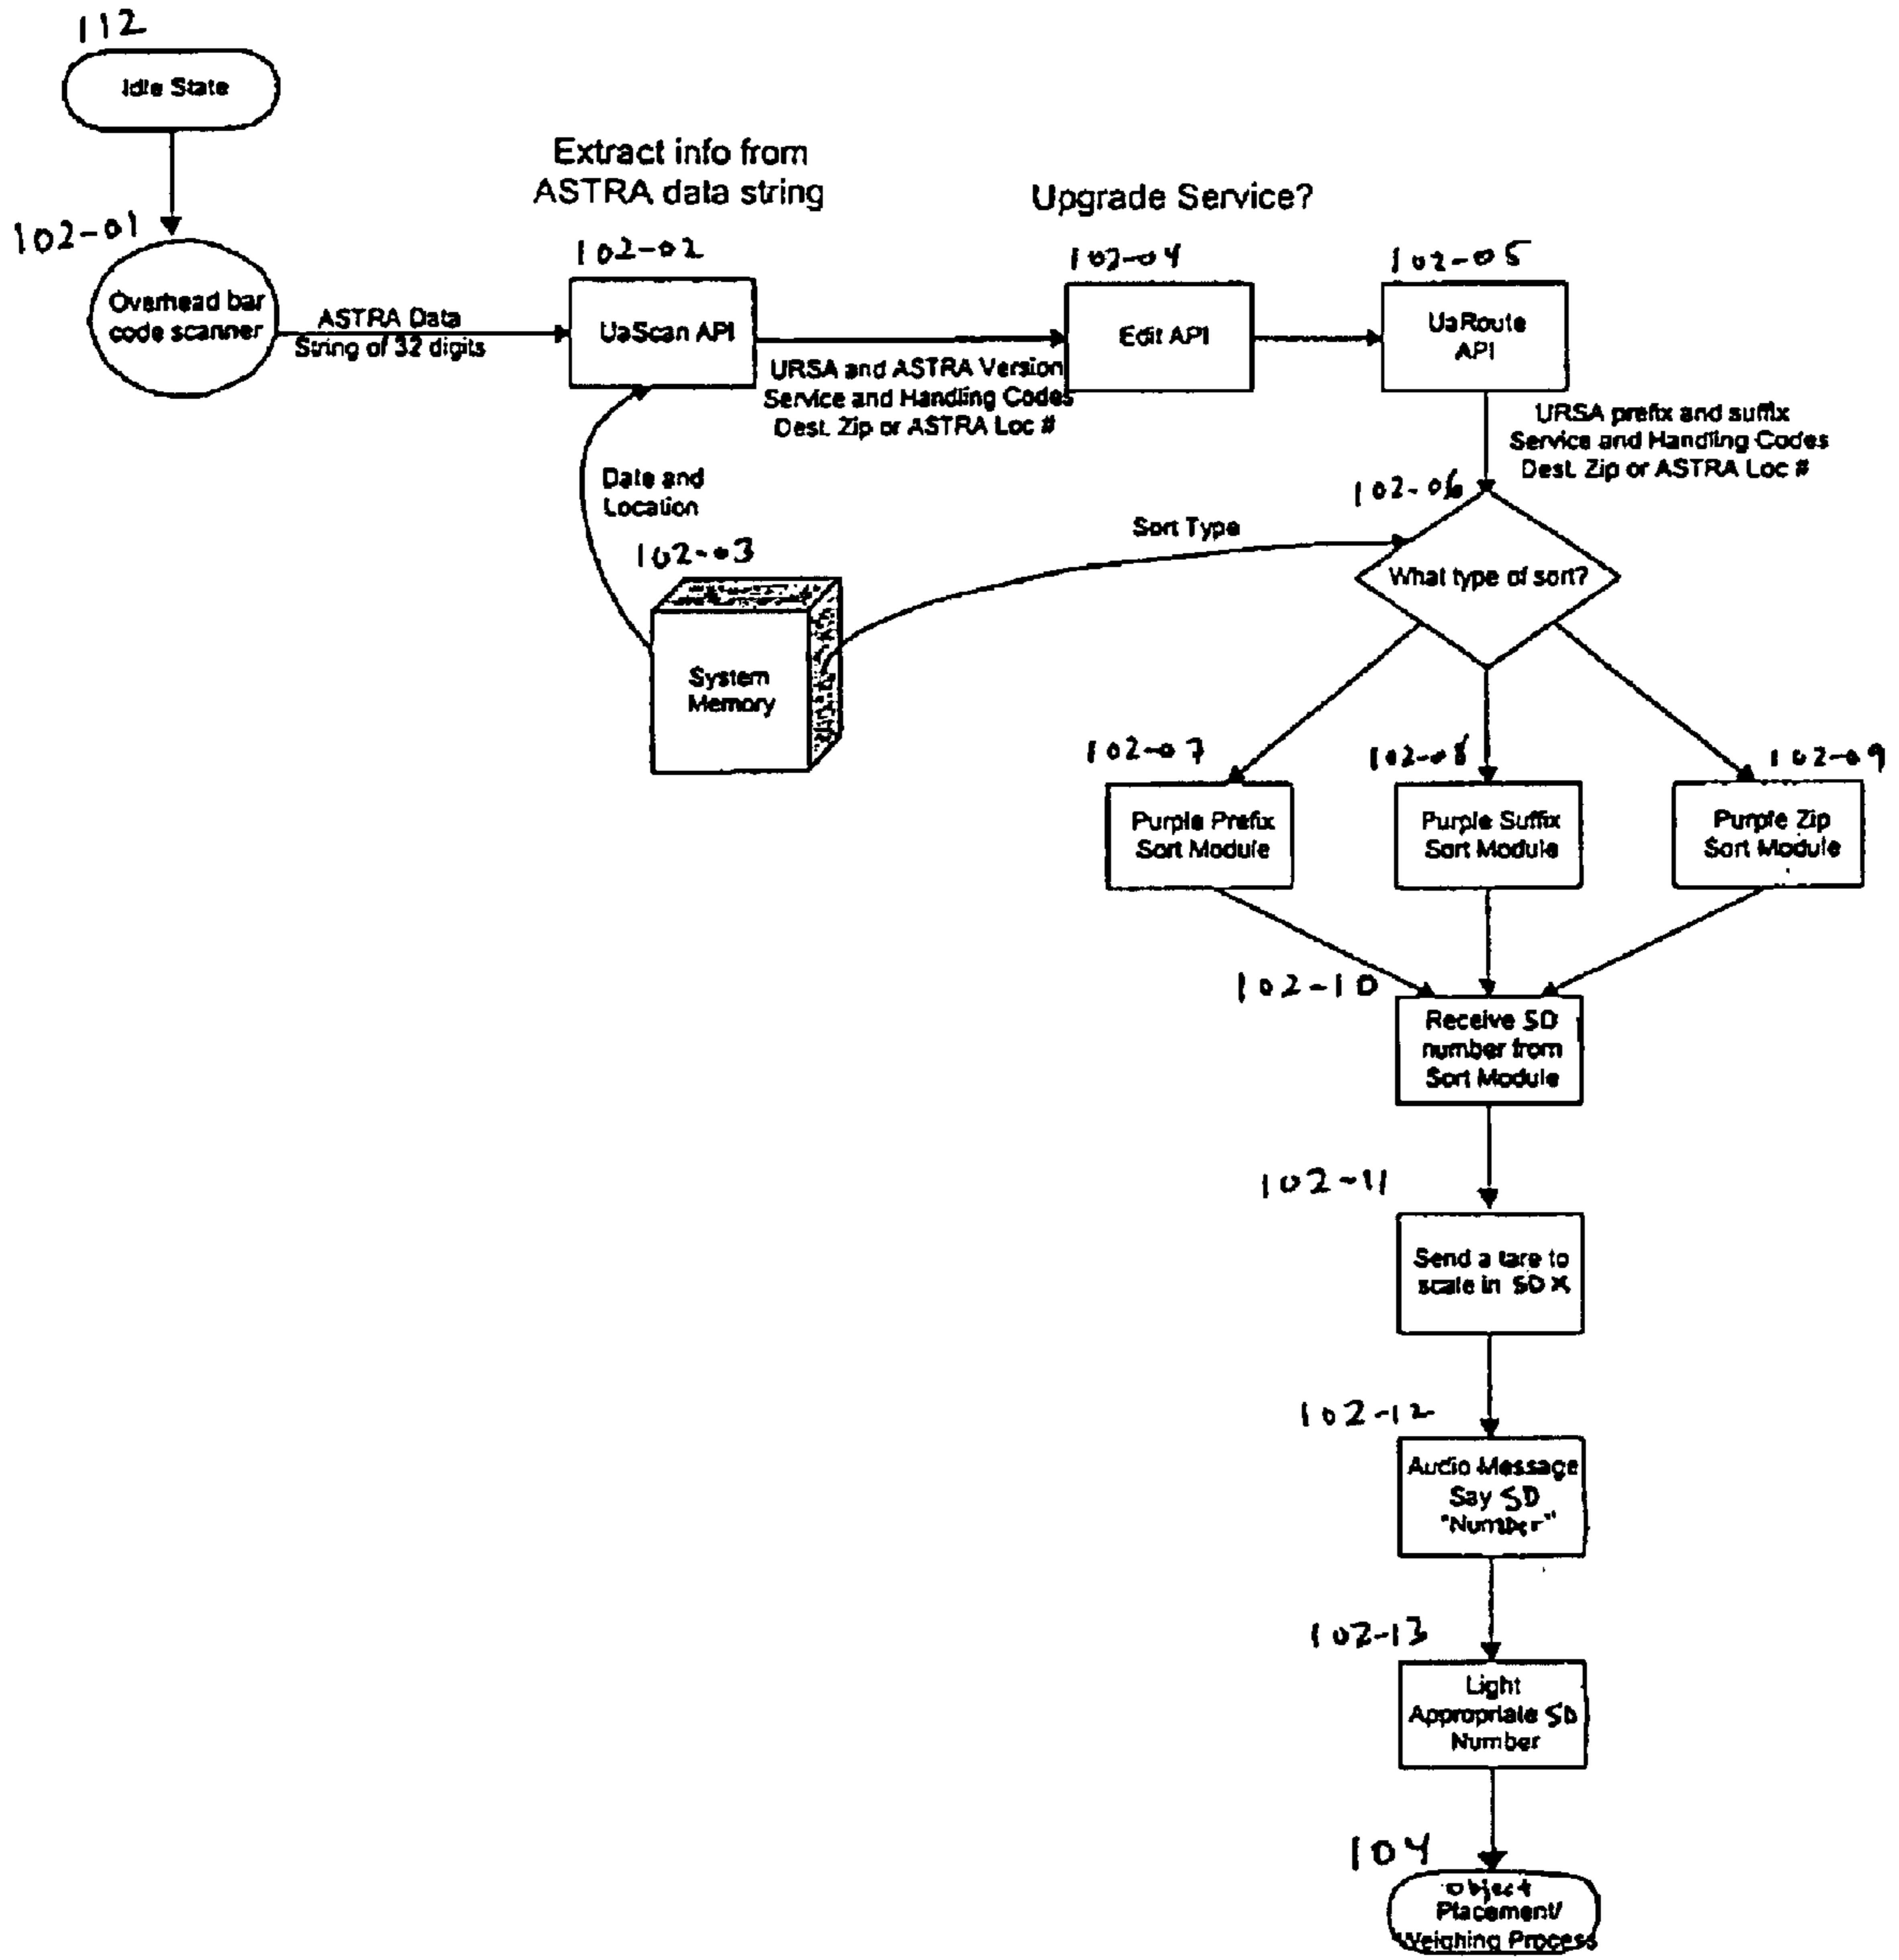 112
Idle State
Extract info from
ASTRA data string
Upgrade Service?
102-01
102-02
102-04
102-05
Overhead bar
code scanner
ASTRA Data
String of 32 digits
UaScan API
URSA and ASTRA Version
Service and Handling Codes
Dest. Zip or ASTRA Loc #
Edit API
UaRoute
API
URSA prefix and suffix
Service and Handling Codes
Dest. Zip or ASTRA Loc #
Date and
Location
102-03
System
Memory
Sort Type
102-06
What type of sort?
102-07
102-08
102-09
Purple Prefix
Sort Module
Purple Suffix
Sort Module
Purple Zip
Sort Module
102-10
Receive SD
number from
Sort Module
102-11
Send a tare to
scale in SD X
102-12
Audio Message
Say SD
"Number"
102-13
Light
Appropriate SD
Number
104
object
Placement/
Weighing Process